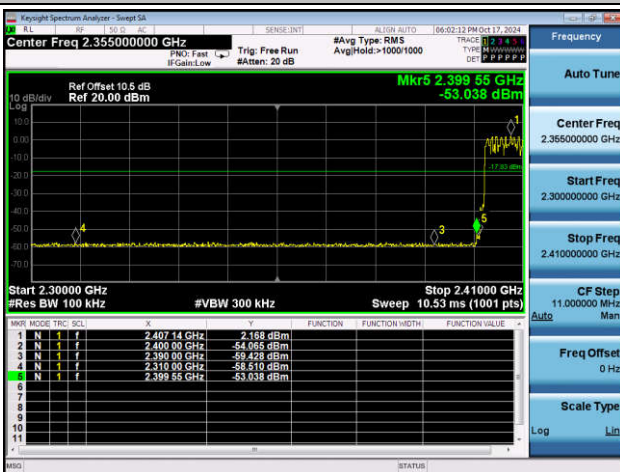 Keysight Spectrum Analyzer - Swept SA
RL RF 50 Ω AC SENSE:INT ALIGN AUTO 06:02:12 PM Oct 17, 2024
Center Freq 2.355000000 GHz
PNO: Fast
IFGain:Low
Trig: Free Run
#Atten: 20 dB
#Avg Type: RMS
Avg|Hold:>1000/1000
TRACE 1 2 3 4 5 6
TYPE M W W W W W
DET P P P P P P
Ref Offset 10.5 dB
10 dB/div Ref 20.00 dBm
Log
Mkr5 2.399 55 GHz
-53.038 dBm
10.0
0.00
-10.0
-20.0
-30.0
-40.0
-50.0
-60.0
-70.0
1
-17.83 dBm
4
3
5
Start 2.30000 GHz Stop 2.41000 GHz
#Res BW 100 kHz #VBW 300 kHz Sweep 10.53 ms (1001 pts)
MKR MODE TRC SCL X Y FUNCTION FUNCTION WIDTH FUNCTION VALUE
1 N 1 f 2.407 14 GHz 2.168 dBm
2 N 1 f 2.400 00 GHz -54.065 dBm
3 N 1 f 2.390 00 GHz -59.428 dBm
4 N 1 f 2.310 00 GHz -58.510 dBm
5 N 1 f 2.399 55 GHz -53.038 dBm
6
7
8
9
10
11
MSG STATUS
Frequency
Auto Tune
Center Freq
2.355000000 GHz
Start Freq
2.300000000 GHz
Stop Freq
2.410000000 GHz
CF Step
11.000000 MHz
Auto Man
Freq Offset
0 Hz
Scale Type
Log Lin